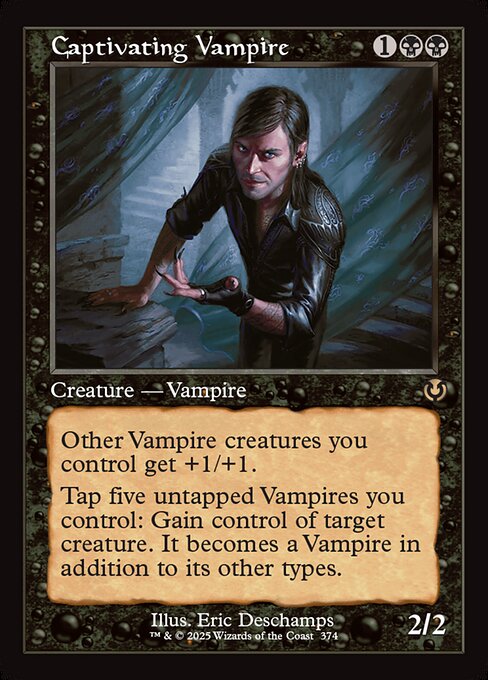 Captivating Vampire 1
Creature — Vampire
Other Vampire creatures you
control get +1/+1.
Tap five untapped Vampires you
control: Gain control of target
creature. It becomes a Vampire in
addition to its other types.
Illus. Eric Deschamps
™ & © 2025 Wizards of the Coast 374
2/2